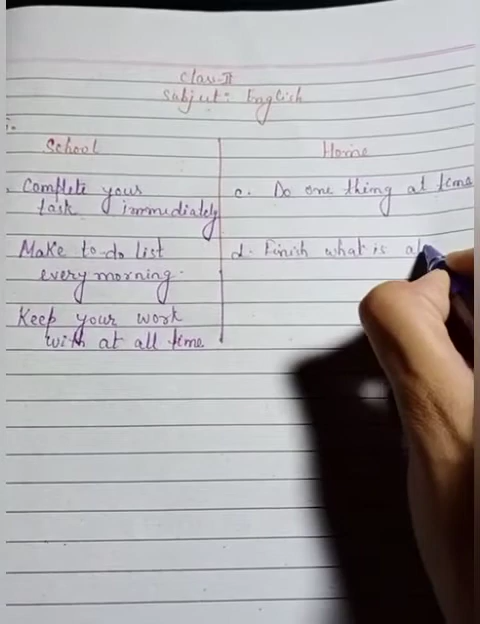 Class-II
Subject: English
School
Home
Complete your
task immediately
Make to-do list
every morning.
Keep your work
with at all time
c. Do one thing at time
d. Finish what is